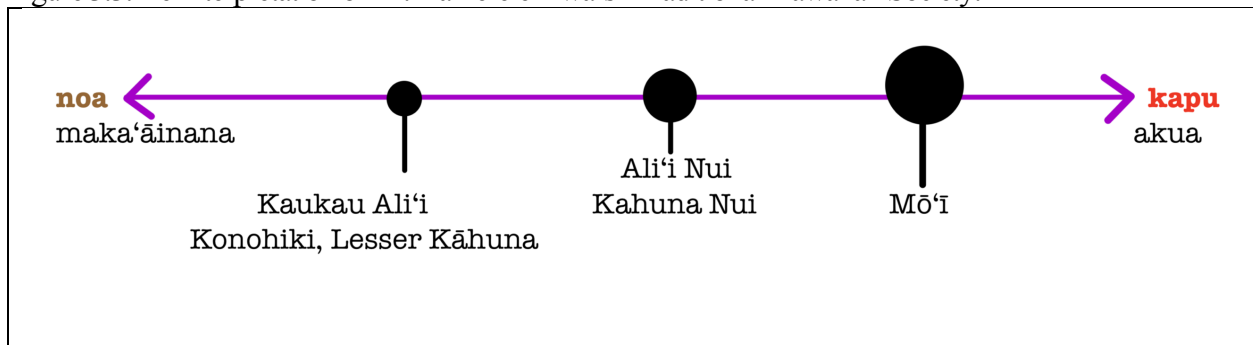 noa
kapu
maka‘āinana
akua
Ali‘i Nui
Kaukau Ali‘i
Kahuna Nui
Mō‘ī
Konohiki, Lesser Kāhuna